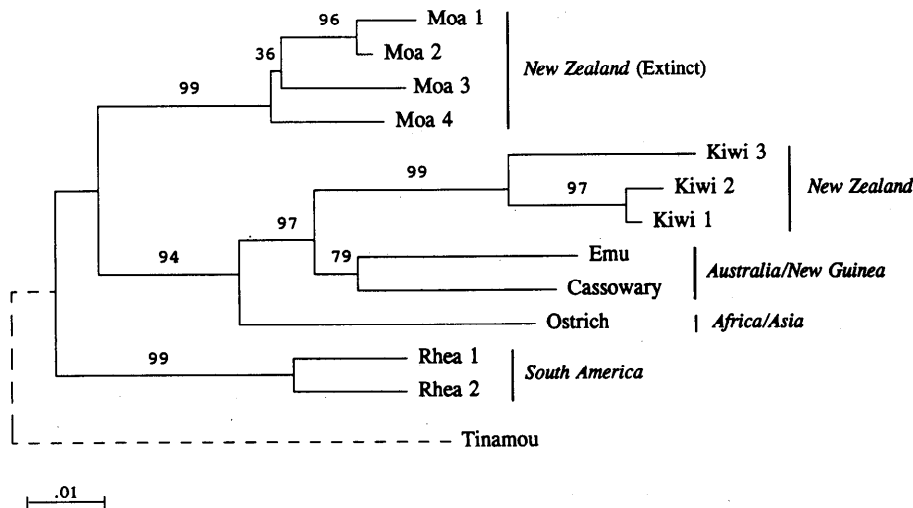 96 Moa 1
Moa 2
36
Moa 3
99
Moa 4
New Zealand (Extinct)
Kiwi 3
99
97 Kiwi 2
Kiwi 1
New Zealand
97
Emu
79
94
Cassowary
Australia/New Guinea
Ostrich
Africa/Asia
99
Rhea 1
Rhea 2
South America
Tinamou
.01